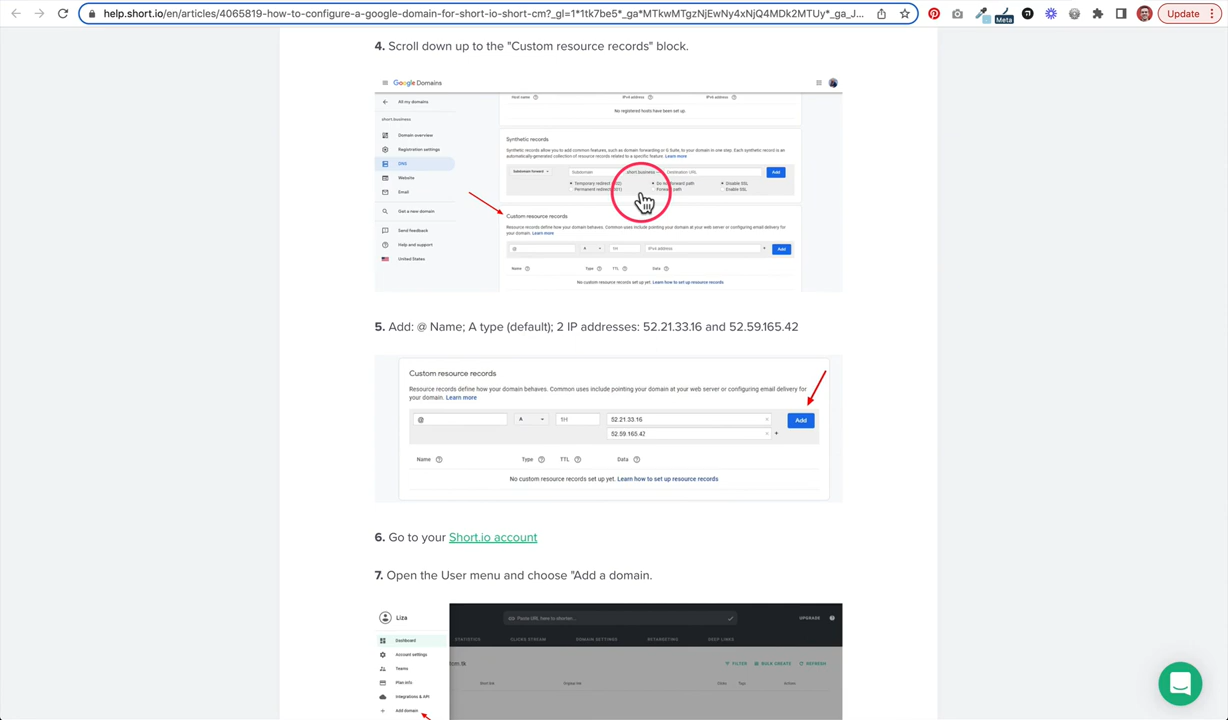 help.short.io/en/articles/4065819-how-to-configure-a-google-domain-for-short-io-short-cm?_gl=1*1tk7be5*_ga*MTkwMTgzNjEwNy4xNjQ4MDk2MTUy*_ga_J...
Update
Meta
4. Scroll down up to the "Custom resource records" block.
Google Domains
Host name IPv4 address IPv6 address
All my domains
No registered hosts have been set up
short.business
Domain overview
Synthetic records
Registration settings
Synthetic records allow you to add common features, such as domain forwarding or G Suite, to your domain in one step. Each synthetic record is an
automatically-generated collection of resource records related to a specific feature. Learn more
DNS
Subdomain forward Subdomain .short.business Destination URL Add
Website
Temporary redirect (302) Do not forward path Disable SSL
Permanent redirect (301) Forward path Enable SSL
Email
Get a new domain
Custom resource records
Resource records define how your domain behaves. Common uses include pointing your domain at your web server or configuring email delivery for
your domain. Learn more
Send feedback
Help and support
@ A 1H IPv4 address + Add
United States
Name Type TTL Data
No custom resource records set up yet. Learn how to set up resource records
5. Add: @ Name; A type (default); 2 IP addresses: 52.21.33.16 and 52.59.165.42
Custom resource records
Resource records define how your domain behaves. Common uses include pointing your domain at your web server or configuring email delivery for
your domain. Learn more
@ A 1H 52.21.33.16 × Add
52.59.165.42 × +
Name Type TTL Data
No custom resource records set up yet. Learn how to set up resource records
6. Go to your Short.io account
7. Open the User menu and choose "Add a domain.
Liza
Paste URL here to shorten...
UPGRADE
Dashboard
STATISTICS CLICKS STREAM DOMAIN SETTINGS RETARGETING DEEP LINKS
Account settings
FILTER BULK CREATE REFRESH
Teams
Plan info
Short link Original link Clicks Tags Actions
Integrations & API
+ Add domain